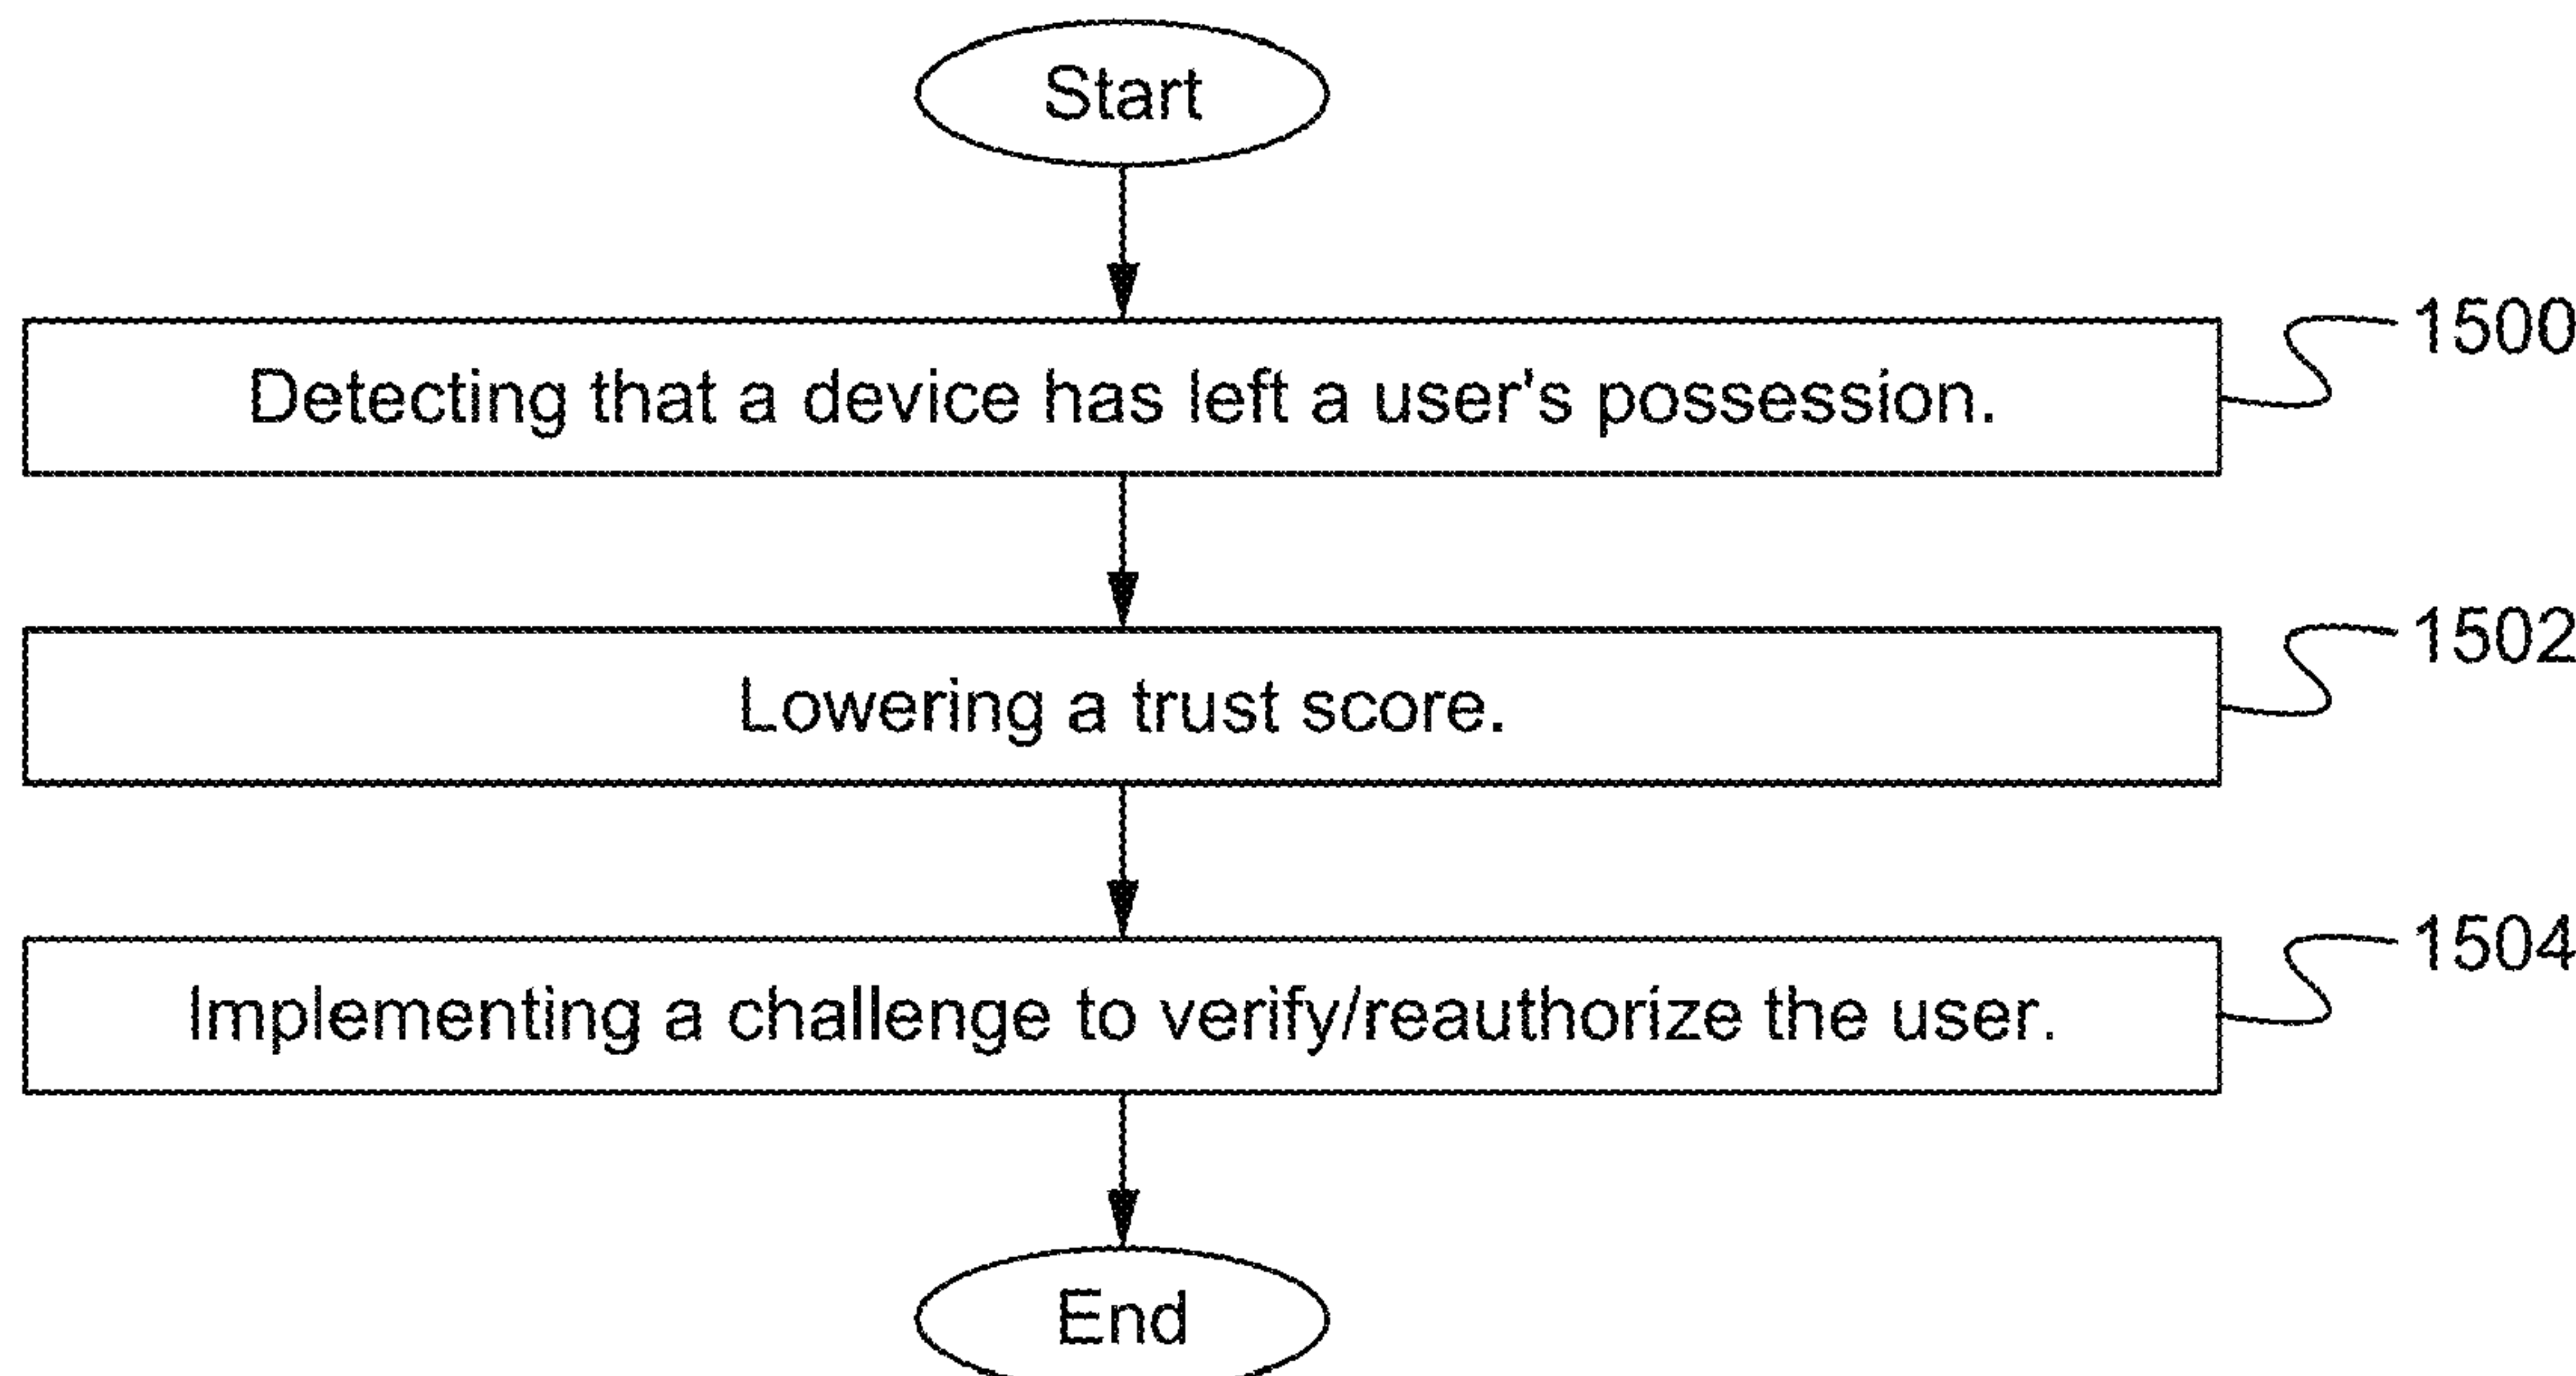 Start
Detecting that a device has left a user's possession.
1500
Lowering a trust score.
1502
Implementing a challenge to verify/reauthorize the user.
1504
End